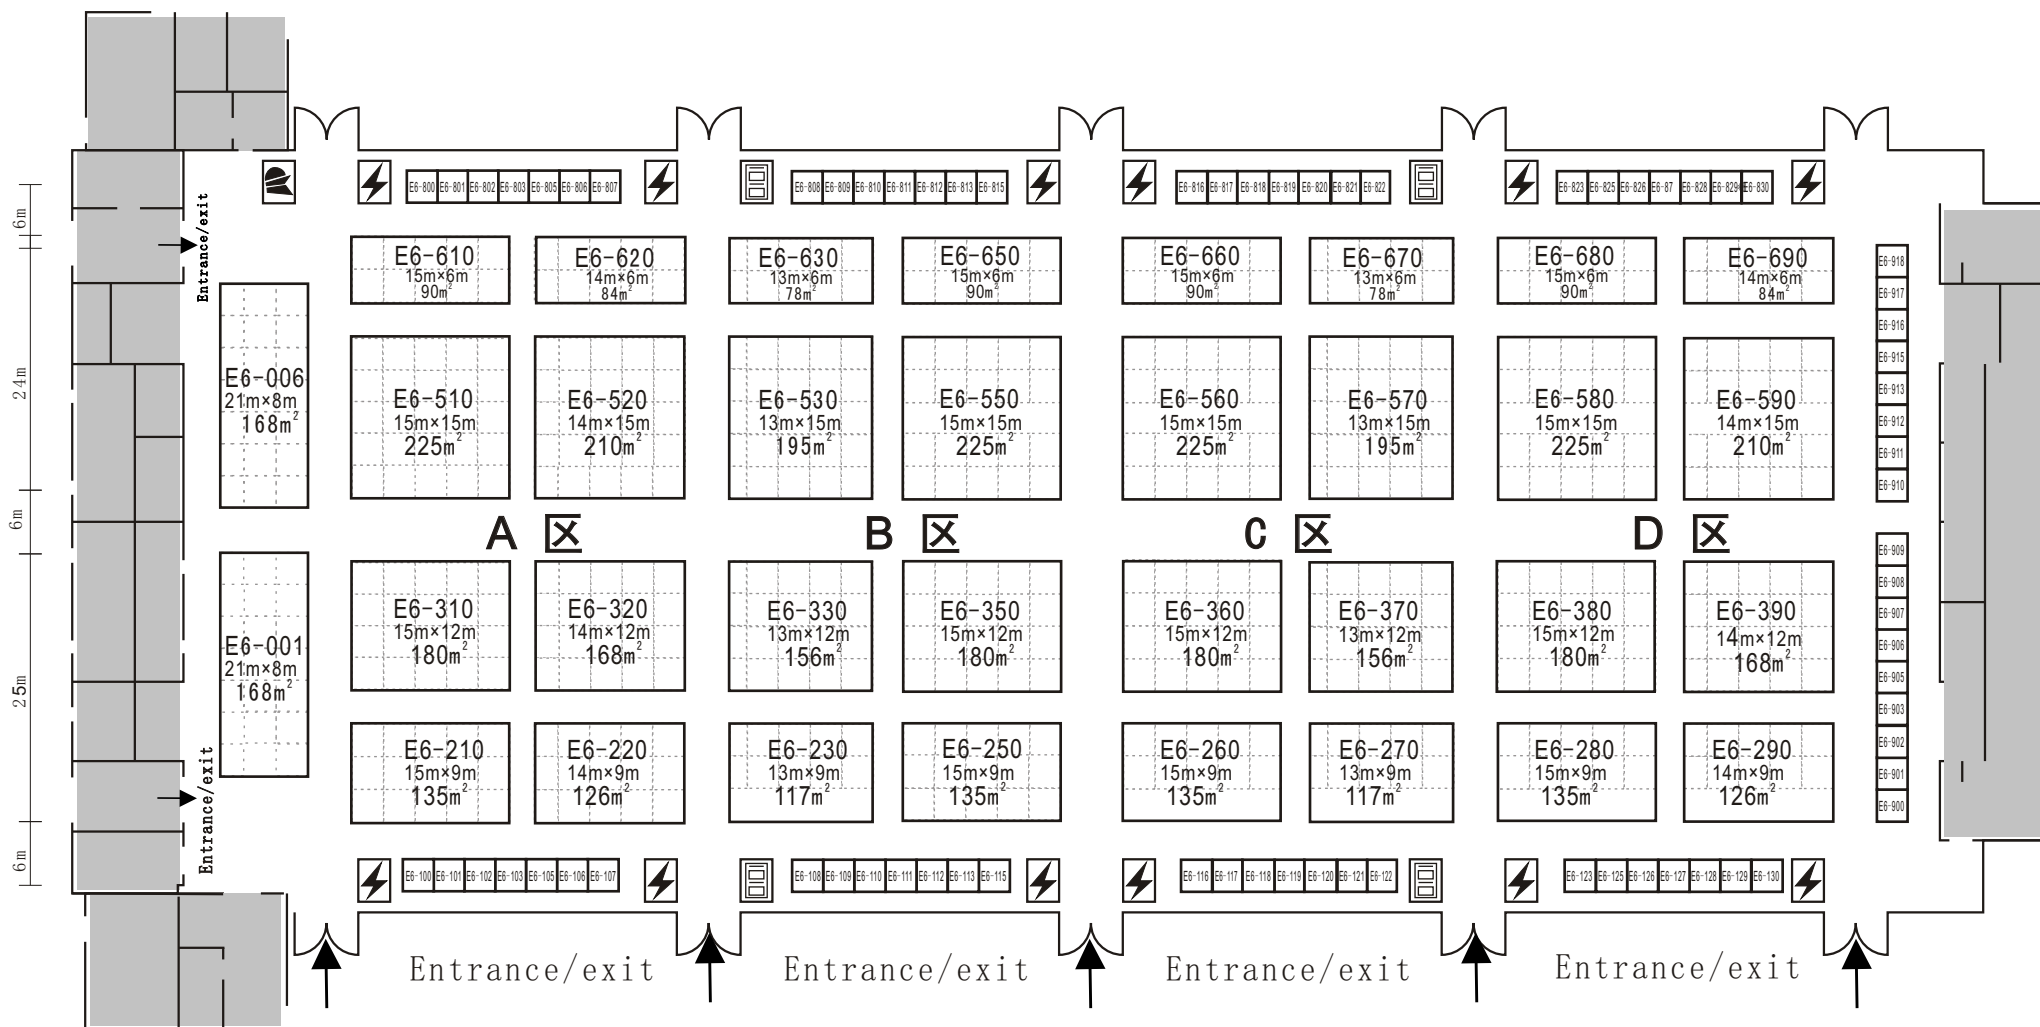 E6-800 E6-801 E6-802 E6-803 E6-805 E6-806 E6-807
E6-808 E6-809 E6-810 E6-811 E6-812 E6-813 E6-815
E6-816 E6-817 E6-818 E6-819 E6-820 E6-821 E6-822
E6-823 E6-825 E6-826 E6-87 E6-828 E6-829 E6-830
6m
24m
6m
25m
6m
Entrance/exit
Entrance/exit
E6-006
21m×8m
168m²
E6-001
21m×8m
168m²
E6-610
15m×6m
90m²
E6-620
14m×6m
84m²
E6-630
13m×6m
78m²
E6-650
15m×6m
90m²
E6-660
15m×6m
90m²
E6-670
13m×6m
78m²
E6-680
15m×6m
90m²
E6-690
14m×6m
84m²
E6-510
15m×15m
225m²
E6-520
14m×15m
210m²
E6-530
13m×15m
195m²
E6-550
15m×15m
225m²
E6-560
15m×15m
225m²
E6-570
13m×15m
195m²
E6-580
15m×15m
225m²
E6-590
14m×15m
210m²
A 区
B 区
C 区
D 区
E6-310
15m×12m
180m²
E6-320
14m×12m
168m²
E6-330
13m×12m
156m²
E6-350
15m×12m
180m²
E6-360
15m×12m
180m²
E6-370
13m×12m
156m²
E6-380
15m×12m
180m²
E6-390
14m×12m
168m²
E6-210
15m×9m
135m²
E6-220
14m×9m
126m²
E6-230
13m×9m
117m²
E6-250
15m×9m
135m²
E6-260
15m×9m
135m²
E6-270
13m×9m
117m²
E6-280
15m×9m
135m²
E6-290
14m×9m
126m²
E6-918
E6-917
E6-916
E6-915
E6-913
E6-912
E6-911
E6-910
E6-909
E6-908
E6-907
E6-906
E6-905
E6-903
E6-902
E6-901
E6-900
E6-100 E6-101 E6-102 E6-103 E6-105 E6-106 E6-107
E6-108 E6-109 E6-110 E6-111 E6-112 E6-113 E6-115
E6-116 E6-117 E6-118 E6-119 E6-120 E6-121 E6-122
E6-123 E6-125 E6-126 E6-127 E6-128 E6-129 E6-130
Entrance/exit
Entrance/exit
Entrance/exit
Entrance/exit